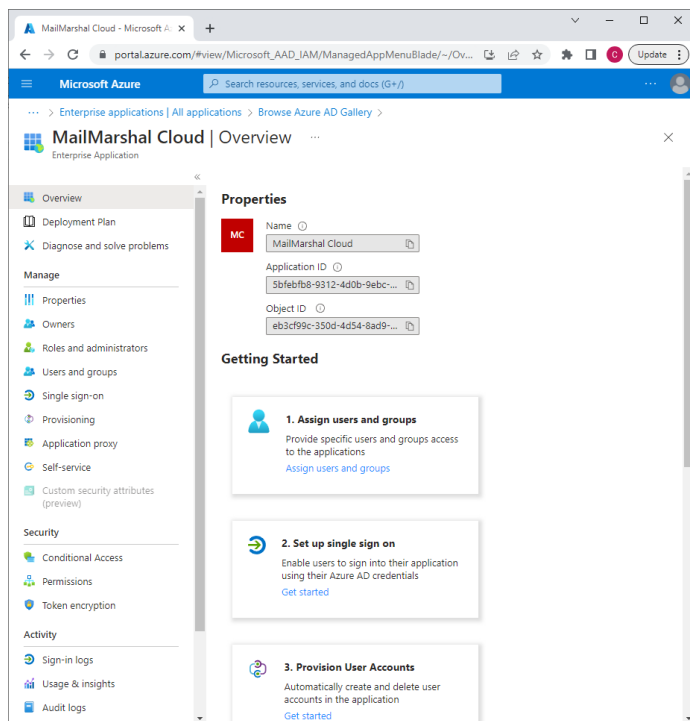 MailMarshal Cloud - Microsoft A
portal.azure.com/#view/Microsoft_AAD_IAM/ManagedAppMenuBlade/~/Ov...
C
Update
Microsoft Azure
Search resources, services, and docs (G+/)
...
... > Enterprise applications | All applications > Browse Azure AD Gallery >
MailMarshal Cloud | Overview ...
Enterprise Application
«
Overview
Deployment Plan
Diagnose and solve problems
Manage
Properties
Owners
Roles and administrators
Users and groups
Single sign-on
Provisioning
Application proxy
Self-service
Custom security attributes
(preview)
Security
Conditional Access
Permissions
Token encryption
Activity
Sign-in logs
Usage & insights
Audit logs
Properties
MC
Name
MailMarshal Cloud
Application ID
5bfebfb8-9312-4d0b-9ebc-...
Object ID
eb3cf99c-350d-4d54-8ad9-...
Getting Started
1. Assign users and groups
Provide specific users and groups access
to the applications
Assign users and groups
2. Set up single sign on
Enable users to sign into their application
using their Azure AD credentials
Get started
3. Provision User Accounts
Automatically create and delete user
accounts in the application
Get started